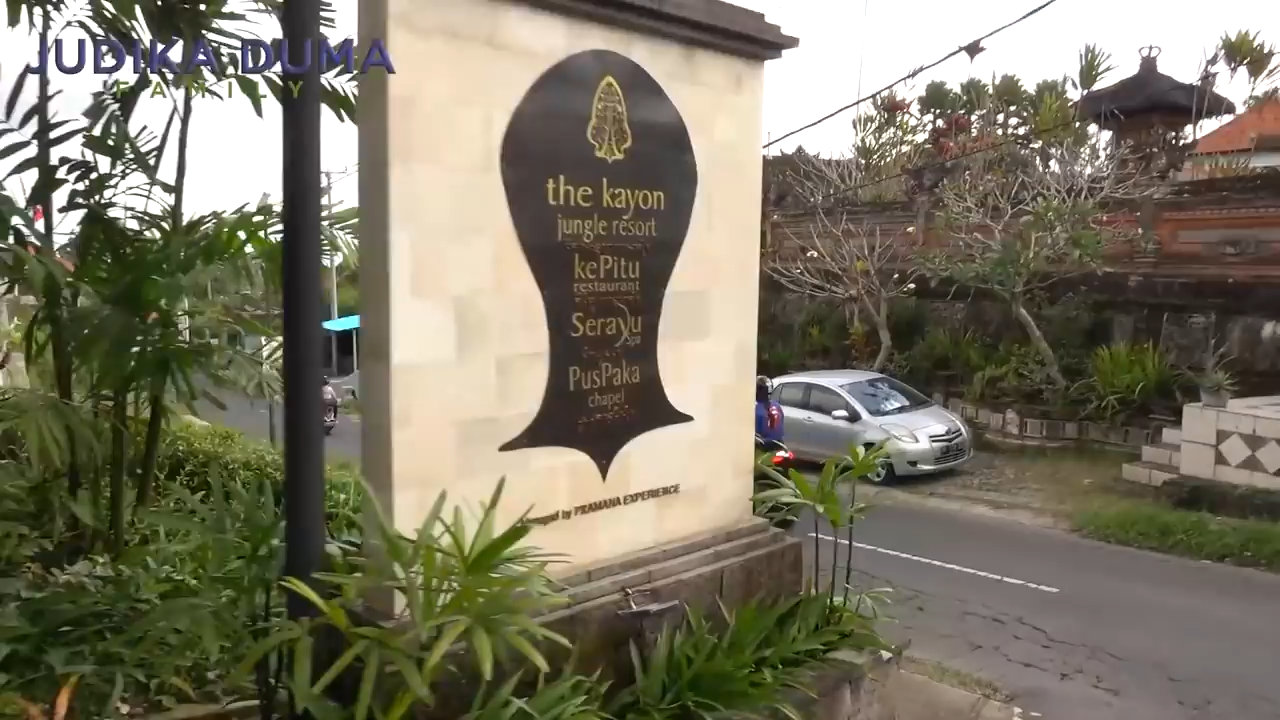 JUDIKA DUMA
FAMILY
the kayon
jungle resort
kePitu
restaurant
Serayu
spa
PusPaka
chapel
by PRAMANA EXPERIENCE